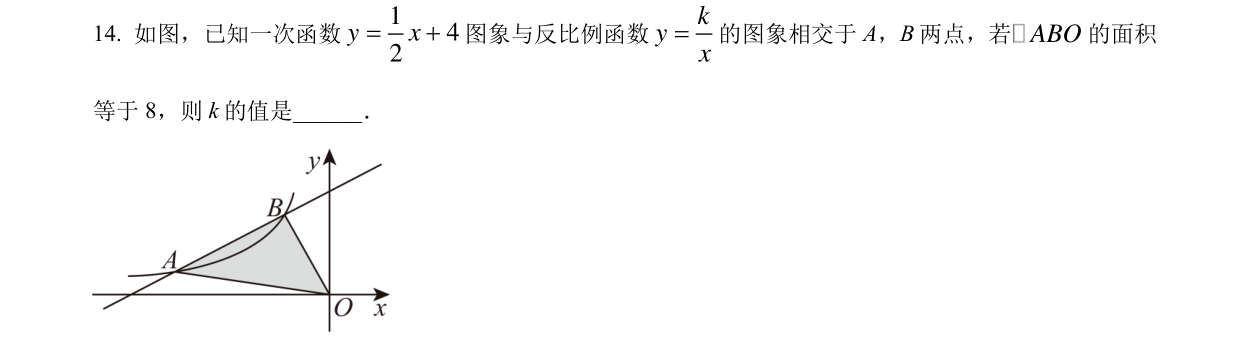 14. 如图，已知一次函数 y = 1/2 x + 4 图象与反比例函数 y = k/x 的图象相交于 A，B 两点，若□ABO 的面积
等于 8，则 k 的值是______．
y
B
A
O
x